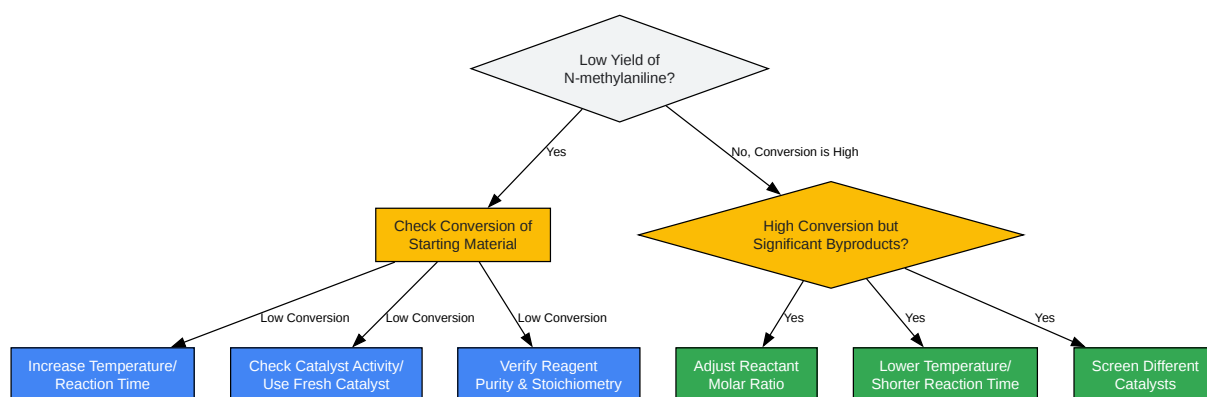 Low Yield of
N-methylaniline?
Yes
No, Conversion is High
Check Conversion of
Starting Material
High Conversion but
Significant Byproducts?
Low Conversion
Low Conversion
Low Conversion
Yes
Yes
Yes
Increase Temperature/
Reaction Time
Check Catalyst Activity/
Use Fresh Catalyst
Verify Reagent
Purity & Stoichiometry
Adjust Reactant
Molar Ratio
Lower Temperature/
Shorter Reaction Time
Screen Different
Catalysts